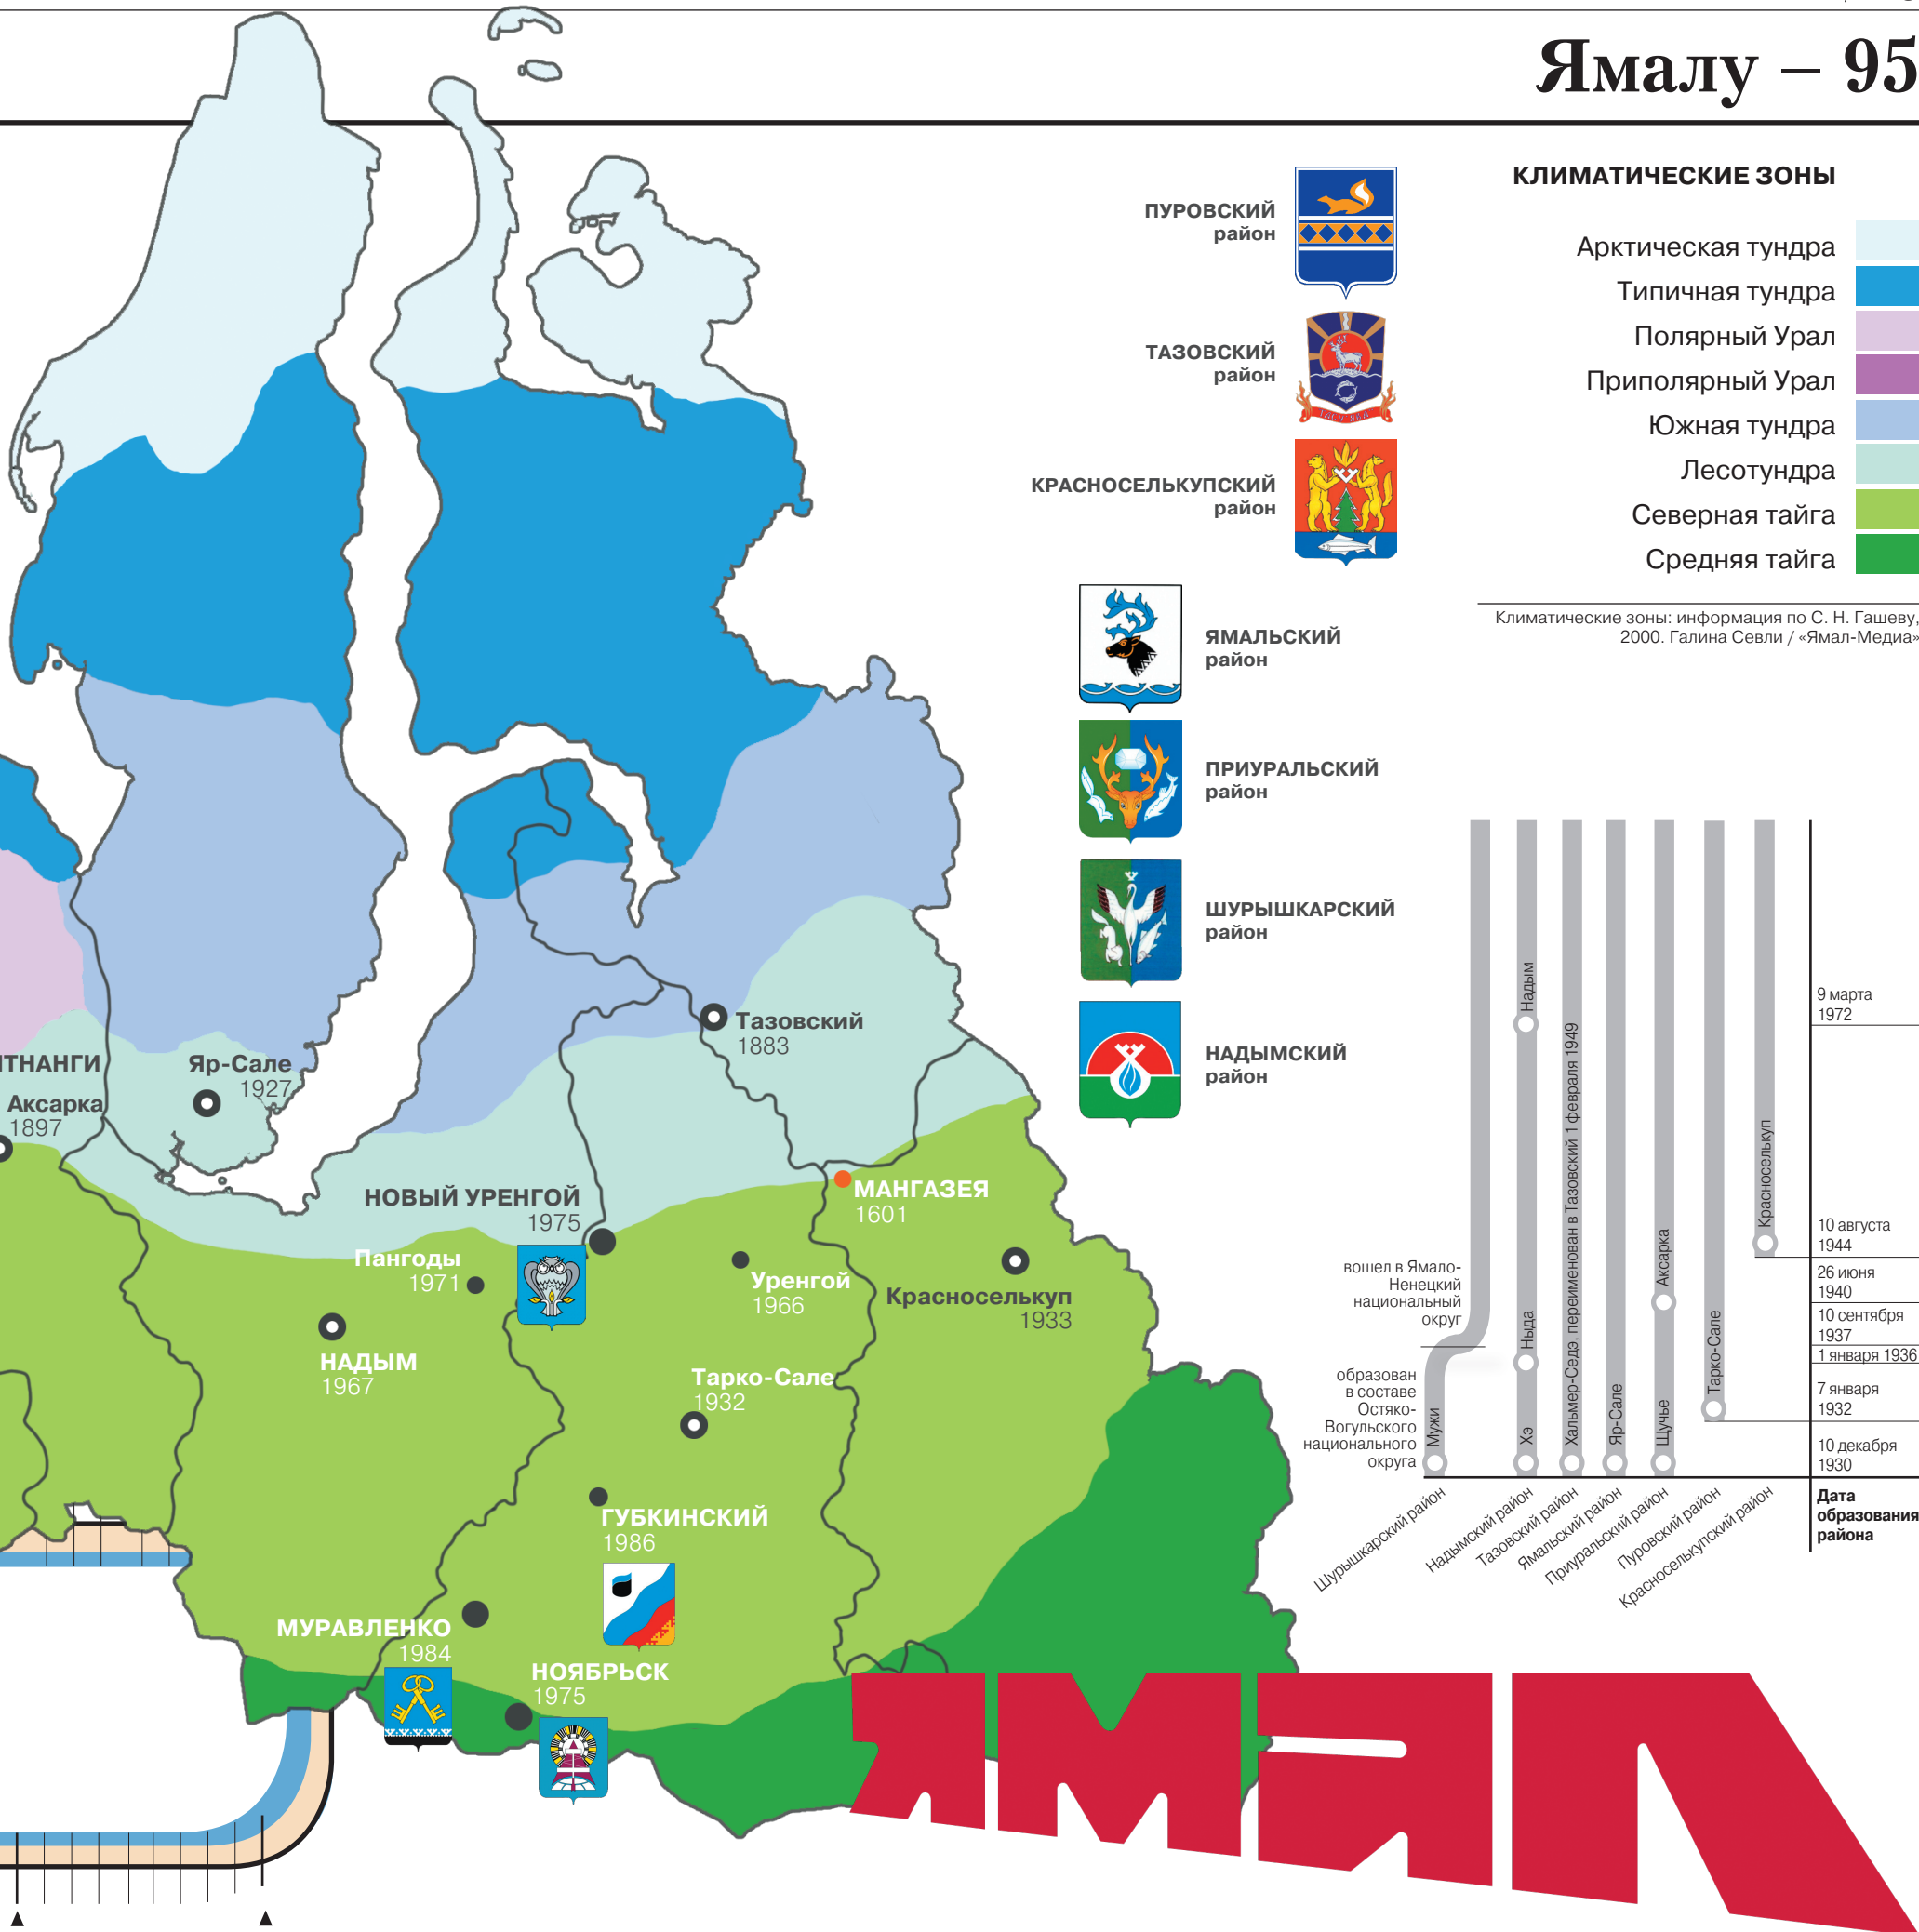 Ямалу – 95
КЛИМАТИЧЕСКИЕ ЗОНЫ
Арктическая тундра
Типичная тундра
Полярный Урал
Приполярный Урал
Южная тундра
Лесотундра
Северная тайга
Средняя тайга
Климатические зоны: информация по С. Н. Гашеву,
2000. Галина Севли / «Ямал-Медиа»
ПУРОВСКИЙ
район
ТАЗОВСКИЙ
район
КРАСНОСЕЛЬКУПСКИЙ
район
ЯМАЛЬСКИЙ
район
ПРИУРАЛЬСКИЙ
район
ШУРЫШКАРСКИЙ
район
НАДЫМСКИЙ
район
Тазовский
1883
ТНАНГИ
Яр-Сале
1927
Аксарка
1897
НОВЫЙ УРЕНГОЙ
1975
МАНГАЗЕЯ
1601
Пангоды
1971
Уренгой
1966
Красноселькуп
1933
НАДЫМ
1967
Тарко-Сале
1932
ГУБКИНСКИЙ
1986
МУРАВЛЕНКО
1984
НОЯБРЬСК
1975
вошел в Ямало-
Ненецкий
национальный
округ
образован
в составе
Остяко-
Вогульского
национального
округа
Мужи
Надым
Ныда
Хэ
Хальмер-Седэ, переименован в Тазовский 1 февраля 1949
Яр-Сале
Аксарка
Щучье
Тарко-Сале
Красноселькуп
9 марта
1972
10 августа
1944
26 июня
1940
10 сентября
1937
1 января 1936
7 января
1932
10 декабря
1930
Дата
образования
района
Шурышкарский район
Надымский район
Тазовский район
Ямальский район
Приуральский район
Пуровский район
Красноселькупский район
ЯМАЛ